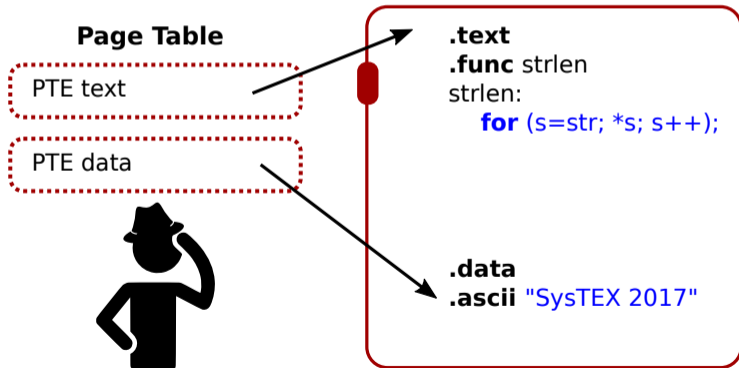 Page Table
PTE text
PTE data
.text
.func strlen
strlen:
for (s=str; *s; s++);
.data
.ascii "SysTEX 2017"